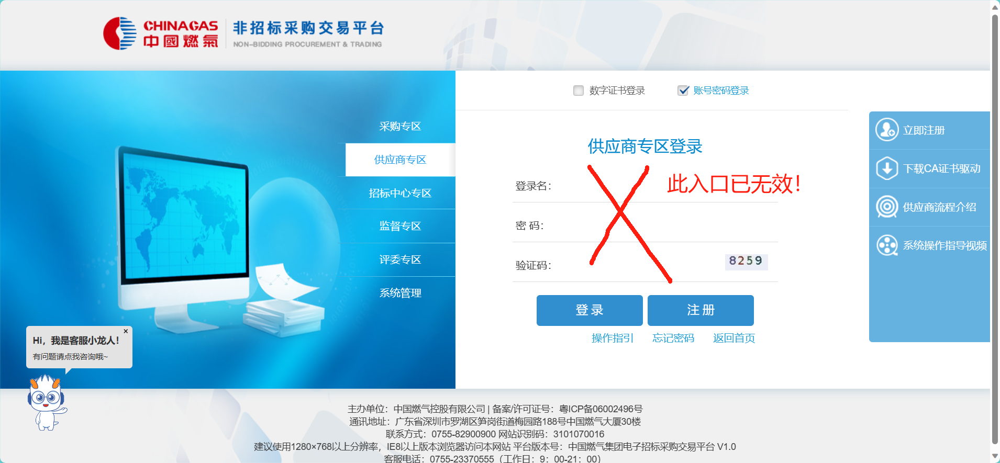 CHINAGAS
中國燃氣
非招标采购交易平台
NON-BIDDING PROCUREMENT & TRADING
数字证书登录
账号密码登录
采购专区
供应商专区
招标中心专区
监督专区
评委专区
系统管理
供应商专区登录
此入口已无效！
登录名：
密 码：
验证码：
8259
登 录
注 册
操作指引
忘记密码
返回首页
立即注册
下载CA证书驱动
供应商流程介绍
系统操作指导视频
×
Hi，我是客服小龙人！
有问题请点我咨询哦~
主办单位：中国燃气控股有限公司 | 备案/许可证号：粤ICP备06002496号
通讯地址：广东省深圳市罗湖区笋岗街道梅园路188号中国燃气大厦30楼
联系方式：0755-82900900 网站识别码：3101070016
建议使用1280×768以上分辨率，IE8以上版本浏览器访问本网站 平台版本号：中国燃气集团电子招标采购交易平台 V1.0
客服电话：0755-23370555（工作日：9：00-21：00）